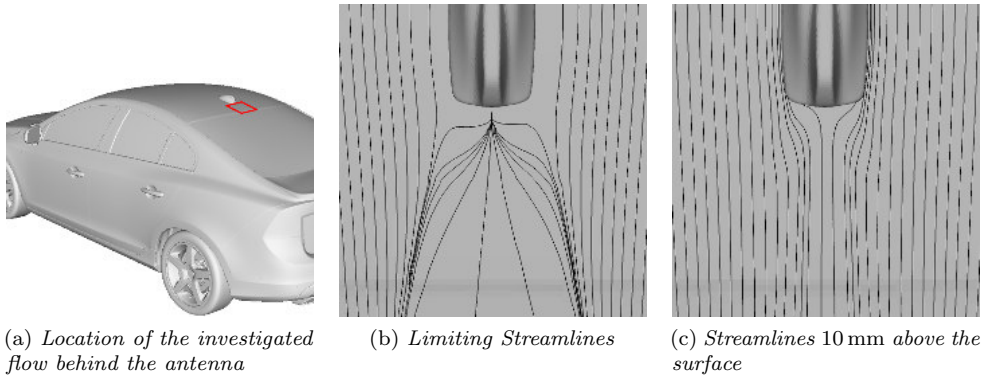 (a) Location of the investigated
flow behind the antenna
(b) Limiting Streamlines
(c) Streamlines 10 mm above the
surface